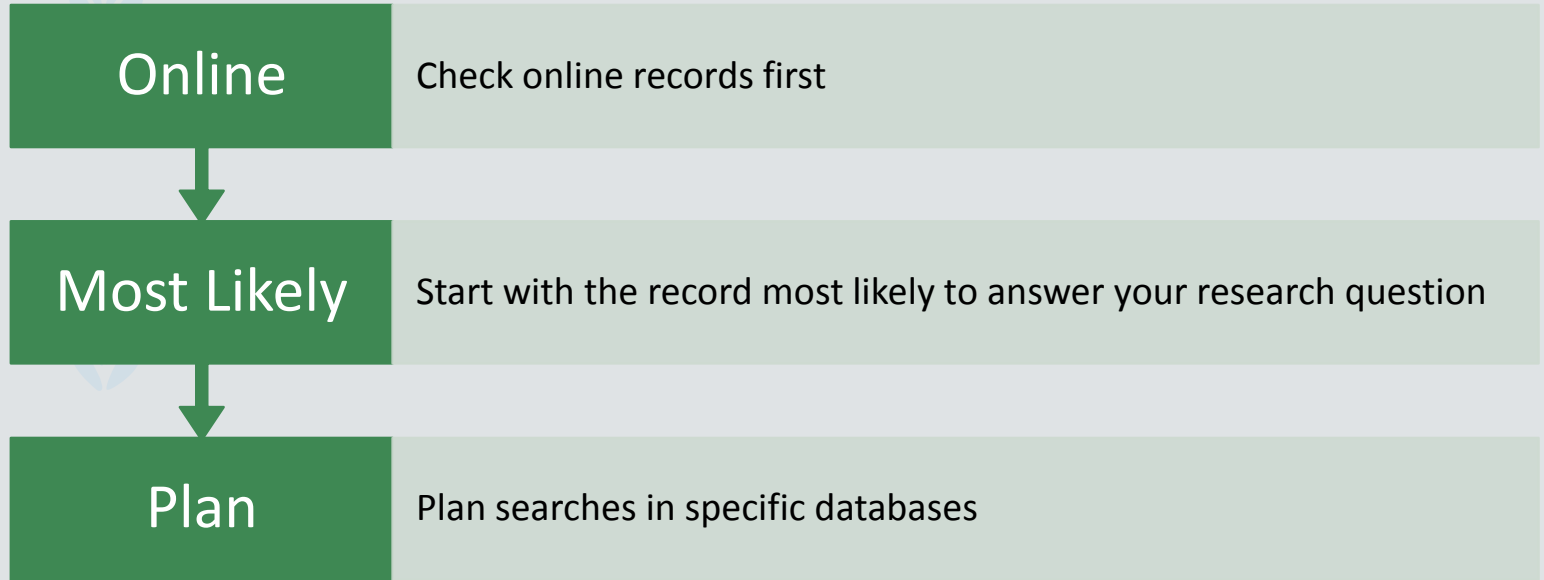 Online
Check online records first
Most Likely
Start with the record most likely to answer your research question
Plan
Plan searches in specific databases